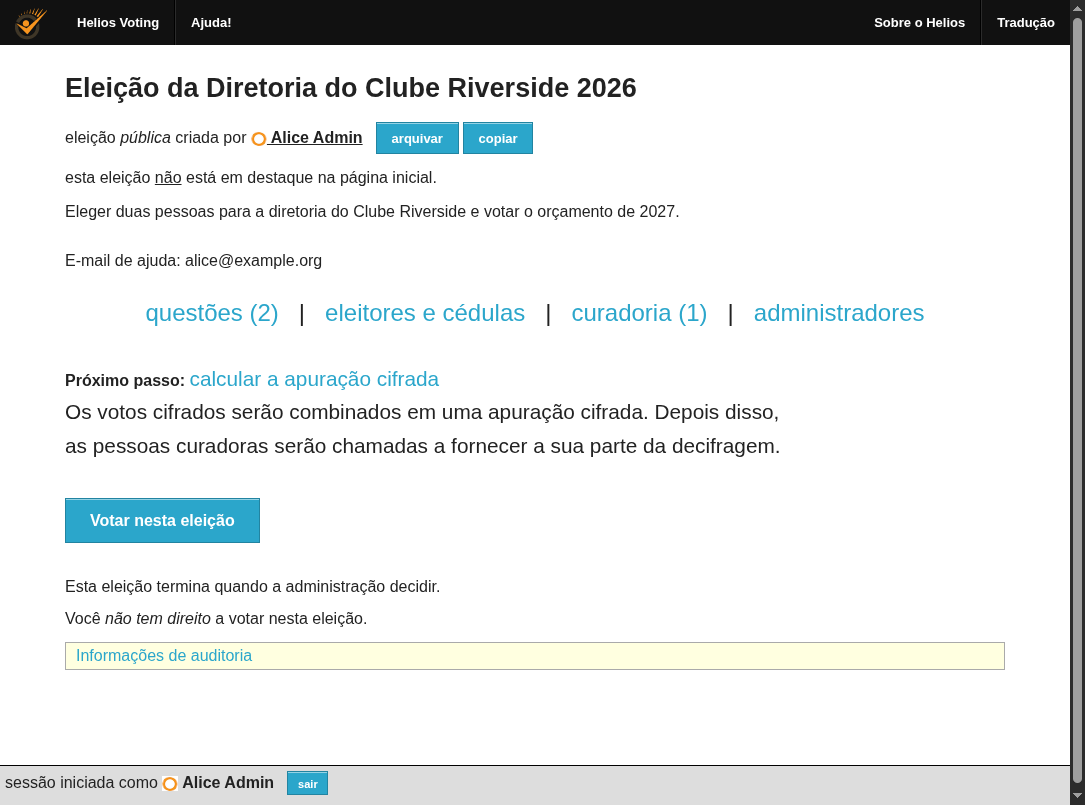 Helios Voting Ajuda! Sobre o Helios Tradução
Eleição da Diretoria do Clube Riverside 2026
eleição pública criada por Alice Admin arquivar copiar
esta eleição não está em destaque na página inicial.
Eleger duas pessoas para a diretoria do Clube Riverside e votar o orçamento de 2027.
E-mail de ajuda: alice@example.org
questões (2) | eleitores e cédulas | curadoria (1) | administradores
Próximo passo: calcular a apuração cifrada
Os votos cifrados serão combinados em uma apuração cifrada. Depois disso,
as pessoas curadoras serão chamadas a fornecer a sua parte da decifragem.
Votar nesta eleição
Esta eleição termina quando a administração decidir.
Você não tem direito a votar nesta eleição.
Informações de auditoria
sessão iniciada como Alice Admin sair